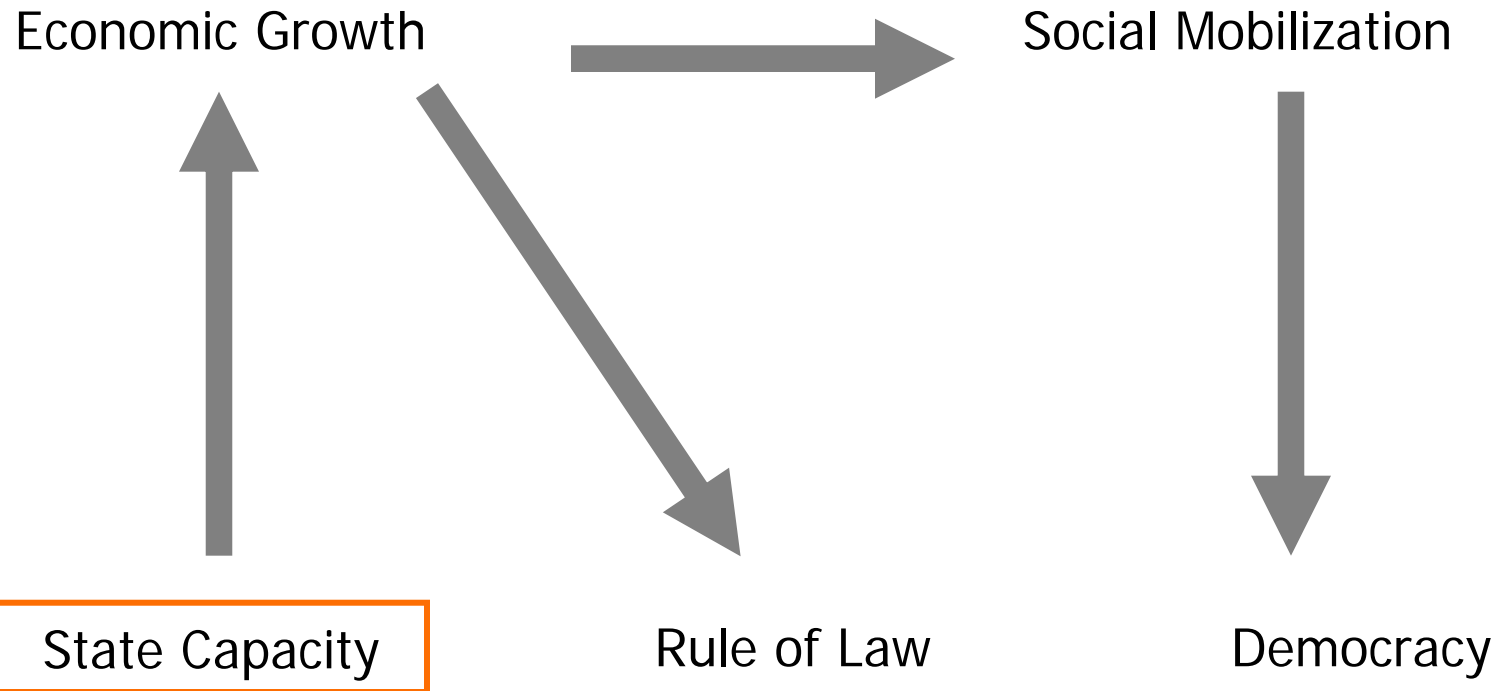 Economic Growth
Social Mobilization
State Capacity
Rule of Law
Democracy